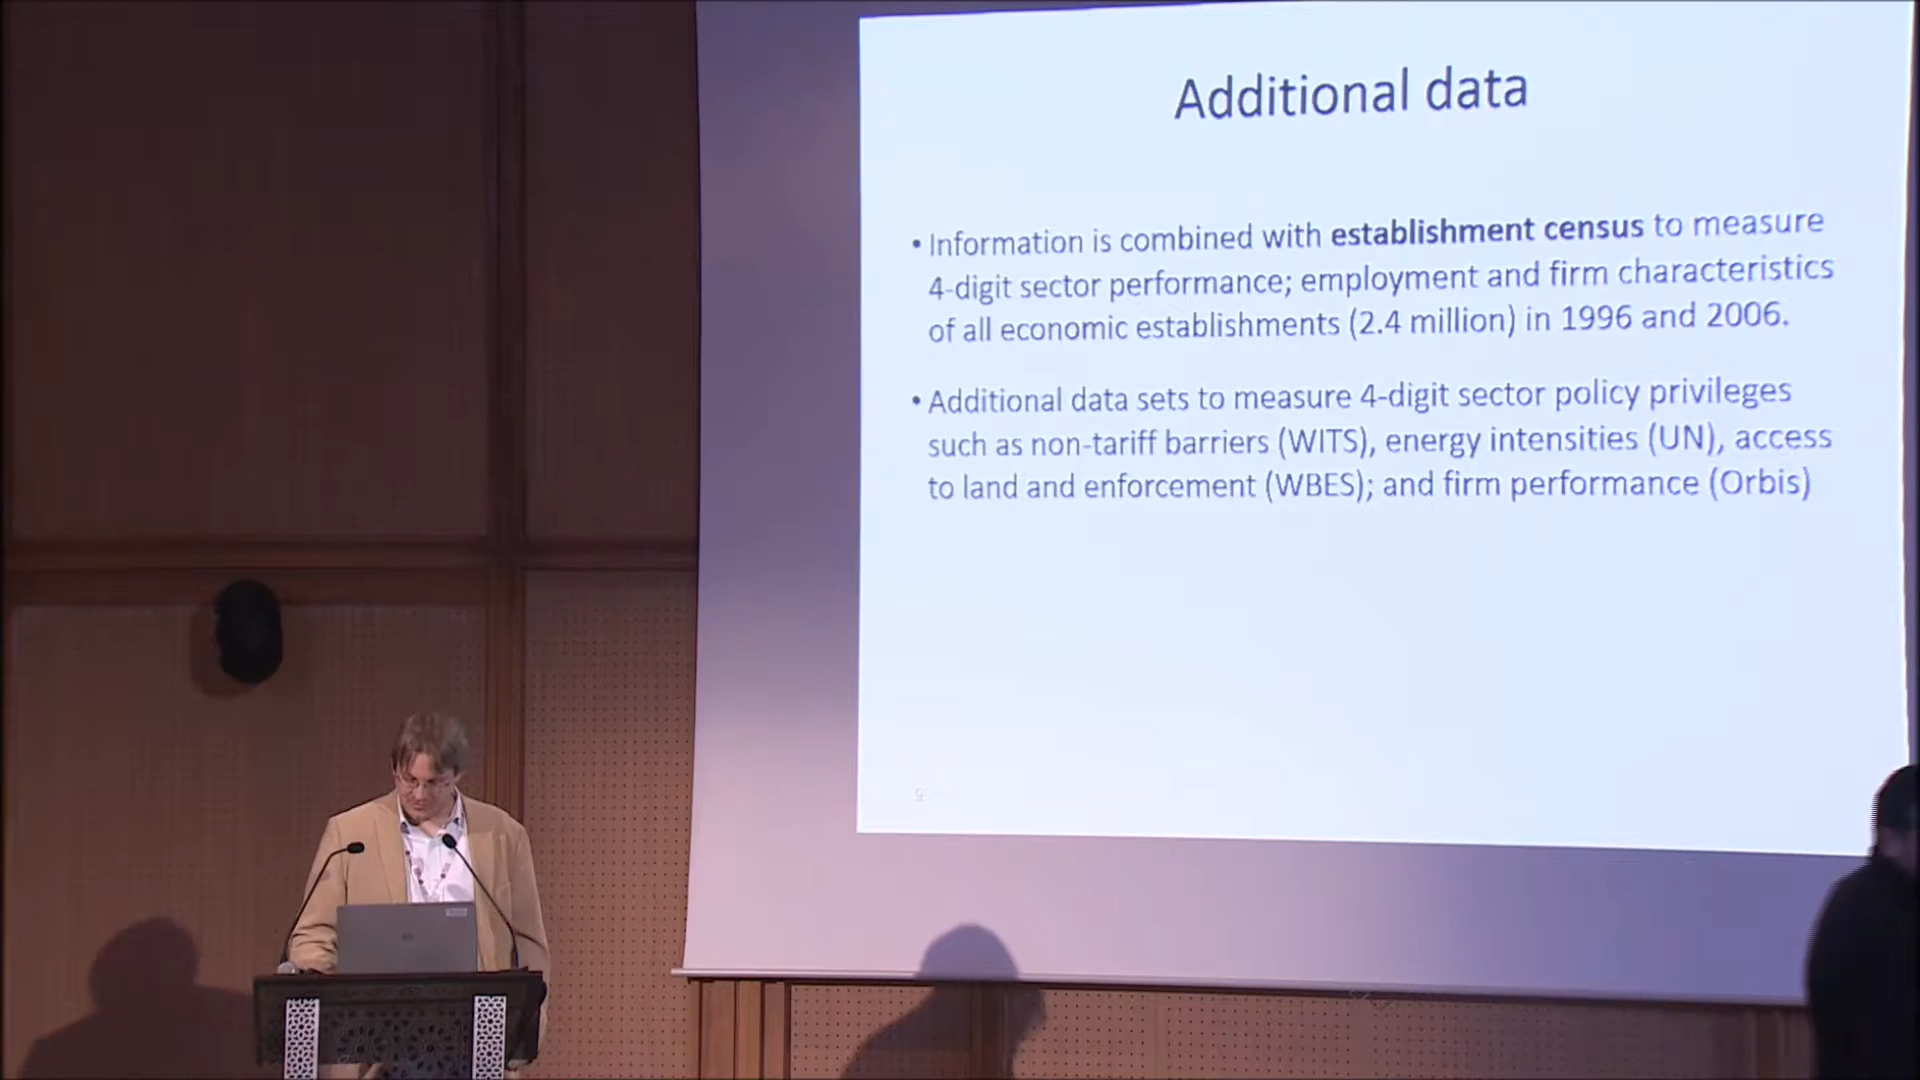 Additional data
• Information is combined with establishment census to measure
4-digit sector performance; employment and firm characteristics
of all economic establishments (2.4 million) in 1996 and 2006.
• Additional data sets to measure 4-digit sector policy privileges
such as non-tariff barriers (WITS), energy intensities (UN), access
to land and enforcement (WBES); and firm performance (Orbis)